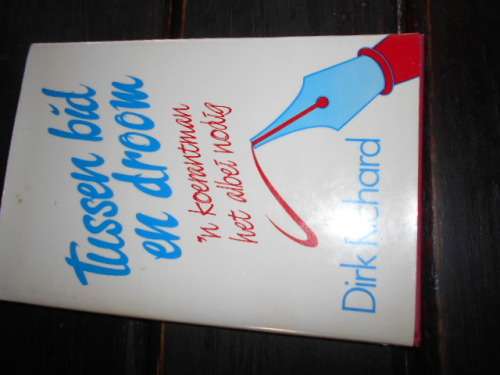 Tussen bid
en droom
'n koerantman
het albei nodig
Dirk Richard